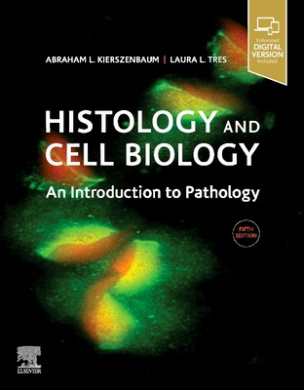 Enhanced
DIGITAL
VERSION
Included
ABRAHAM L. KIERSZENBAUM | LAURA L. TRES
HISTOLOGY AND
CELL BIOLOGY
An Introduction to Pathology
FIFTH EDITION
ELSEVIER